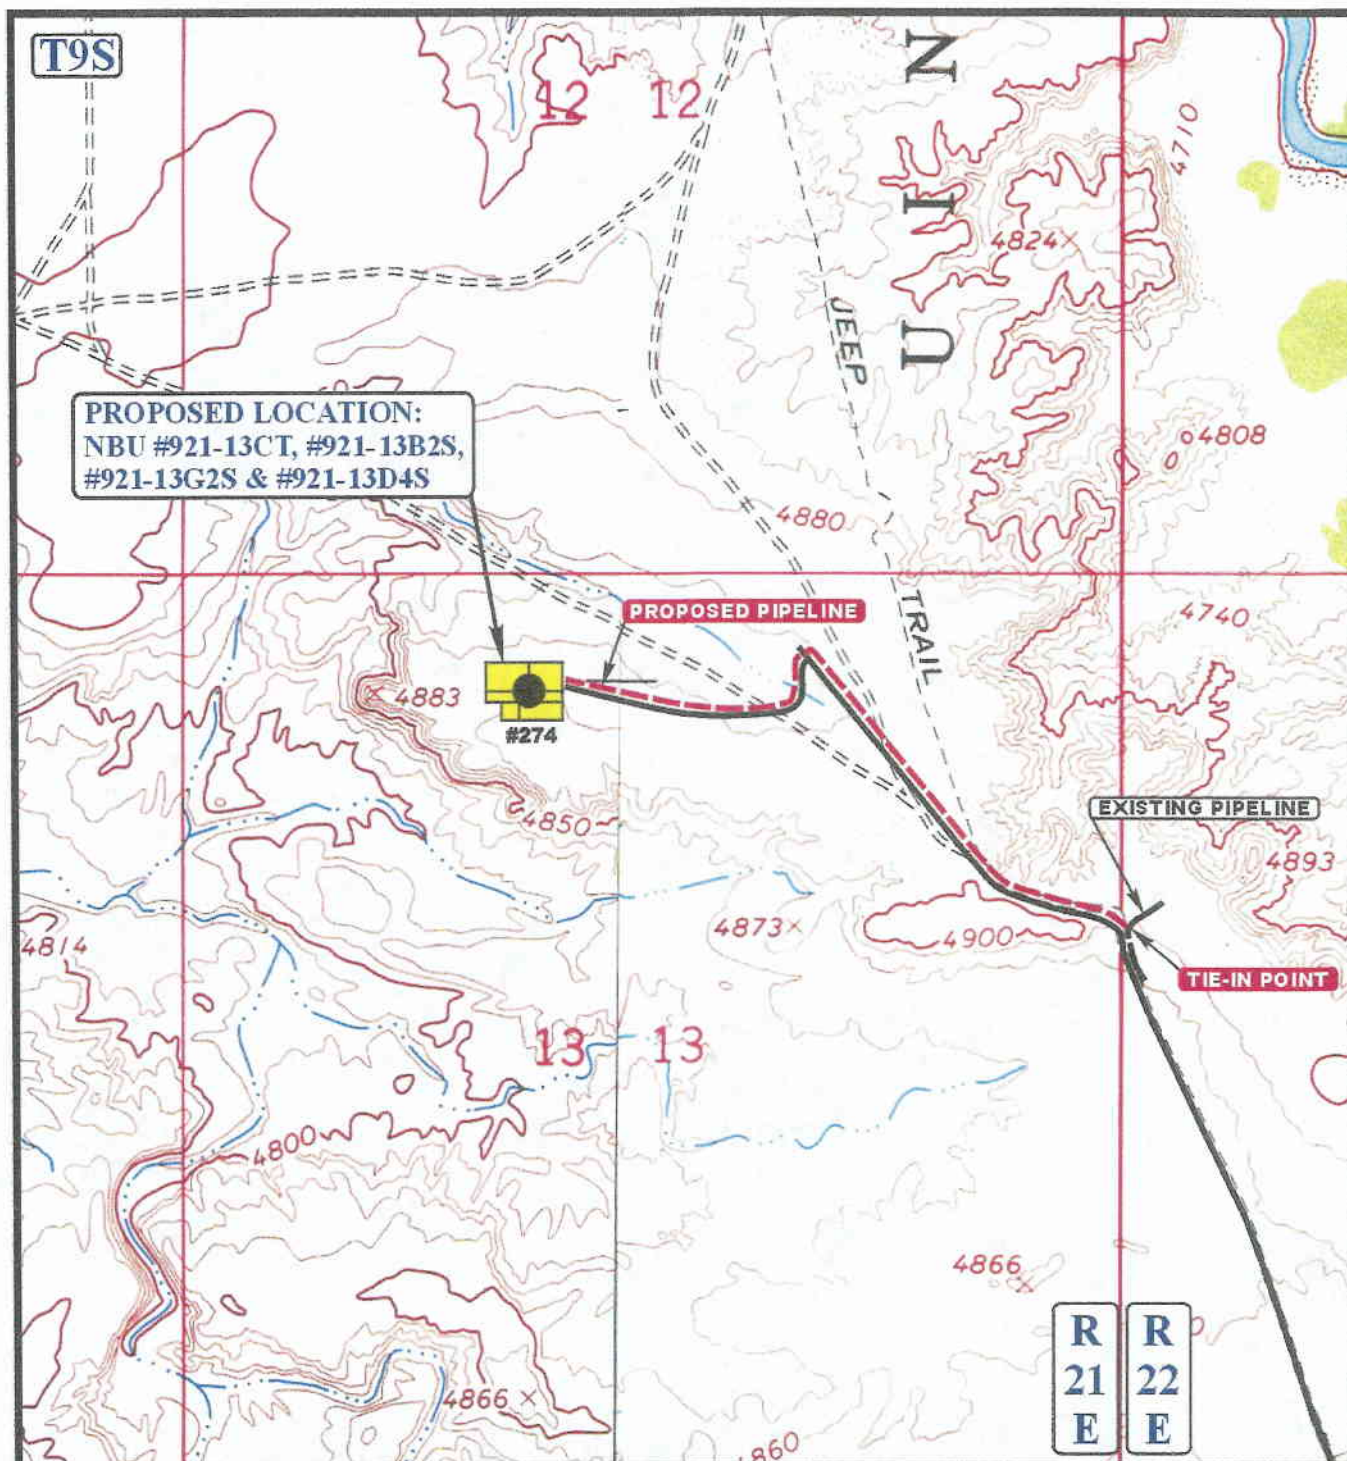 T9S
12 12
N
I
U
4710
4824
JEEP
4808
PROPOSED LOCATION:
NBU #921-13CT, #921-13B2S,
#921-13G2S & #921-13D4S
4880
PROPOSED PIPELINE
TRAIL
4740
4883
#274
EXISTING PIPELINE
4850
4893
4873
4900
4814
TIE-IN POINT
13 13
4800
4866
R
21
E
R
22
E
4866
4860